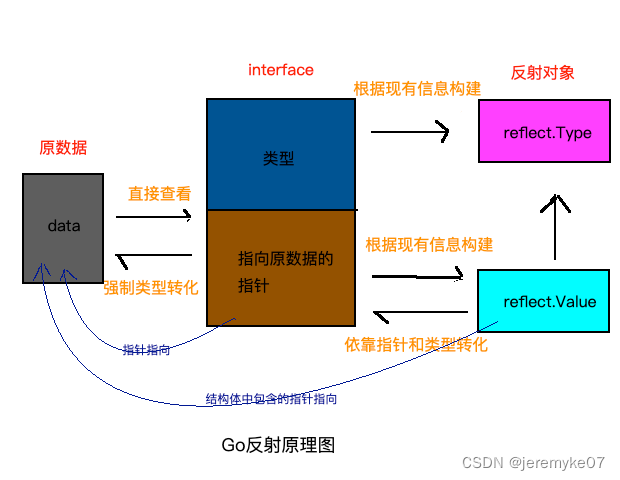 interface
反射对象
根据现有信息构建
原数据
类型
reflect.Type
直接查看
data
指向原数据的
指针
根据现有信息构建
强制类型转化
reflect.Value
依靠指针和类型转化
指针指向
结构体中包含的指针指向
Go反射原理图
CSDN @jeremyke07